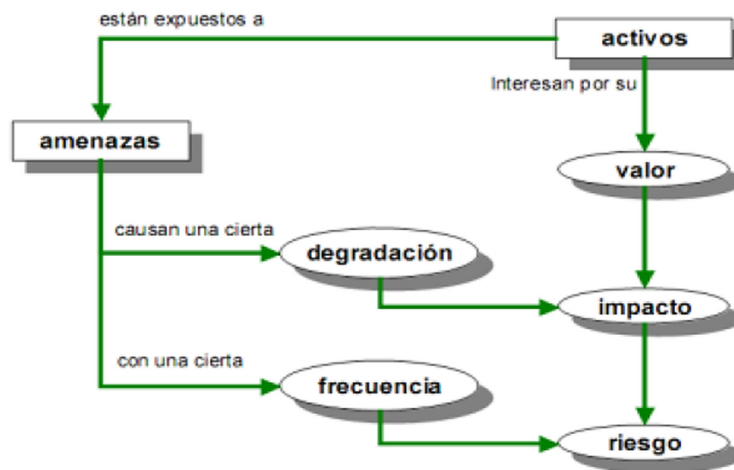 están expuestos a
activos
Interesan por su
amenazas
valor
causan una cierta
degradación
impacto
con una cierta
frecuencia
riesgo